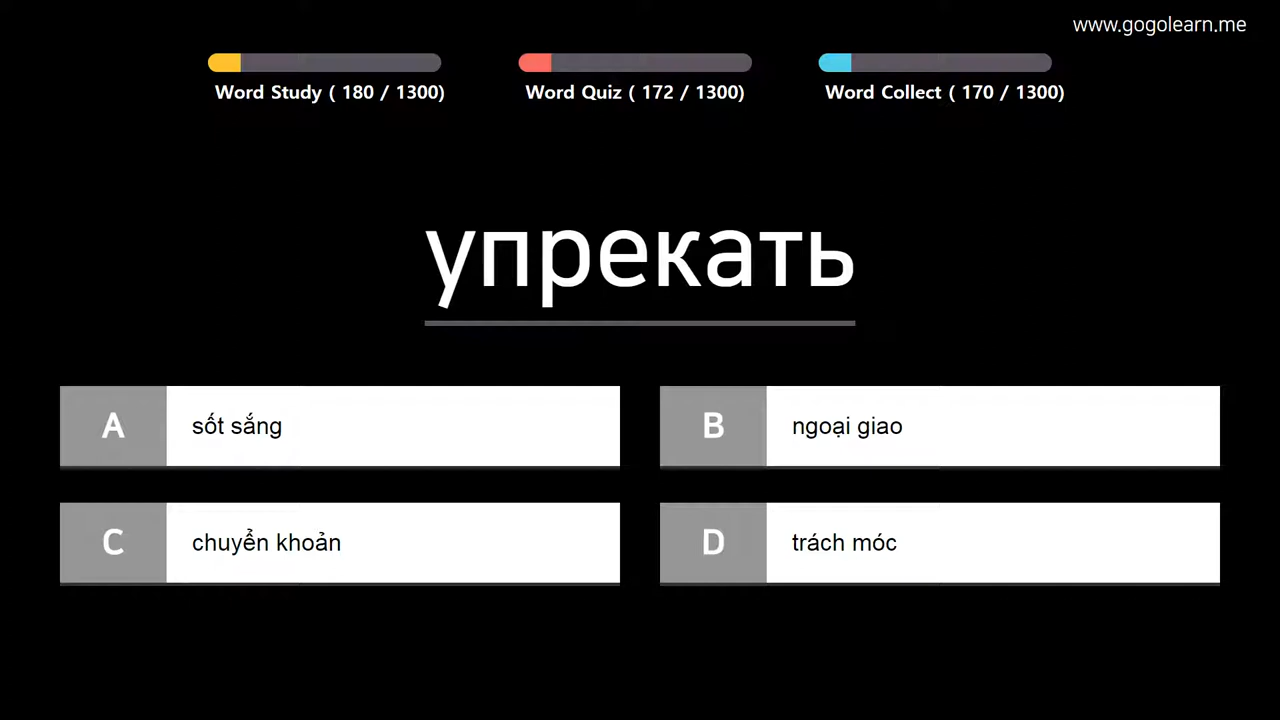 www.gogolearn.me
Word Study ( 180 / 1300)
Word Quiz ( 172 / 1300)
Word Collect ( 170 / 1300)
упрекать
A sốt sắng
B ngoại giao
C chuyển khoản
D trách móc